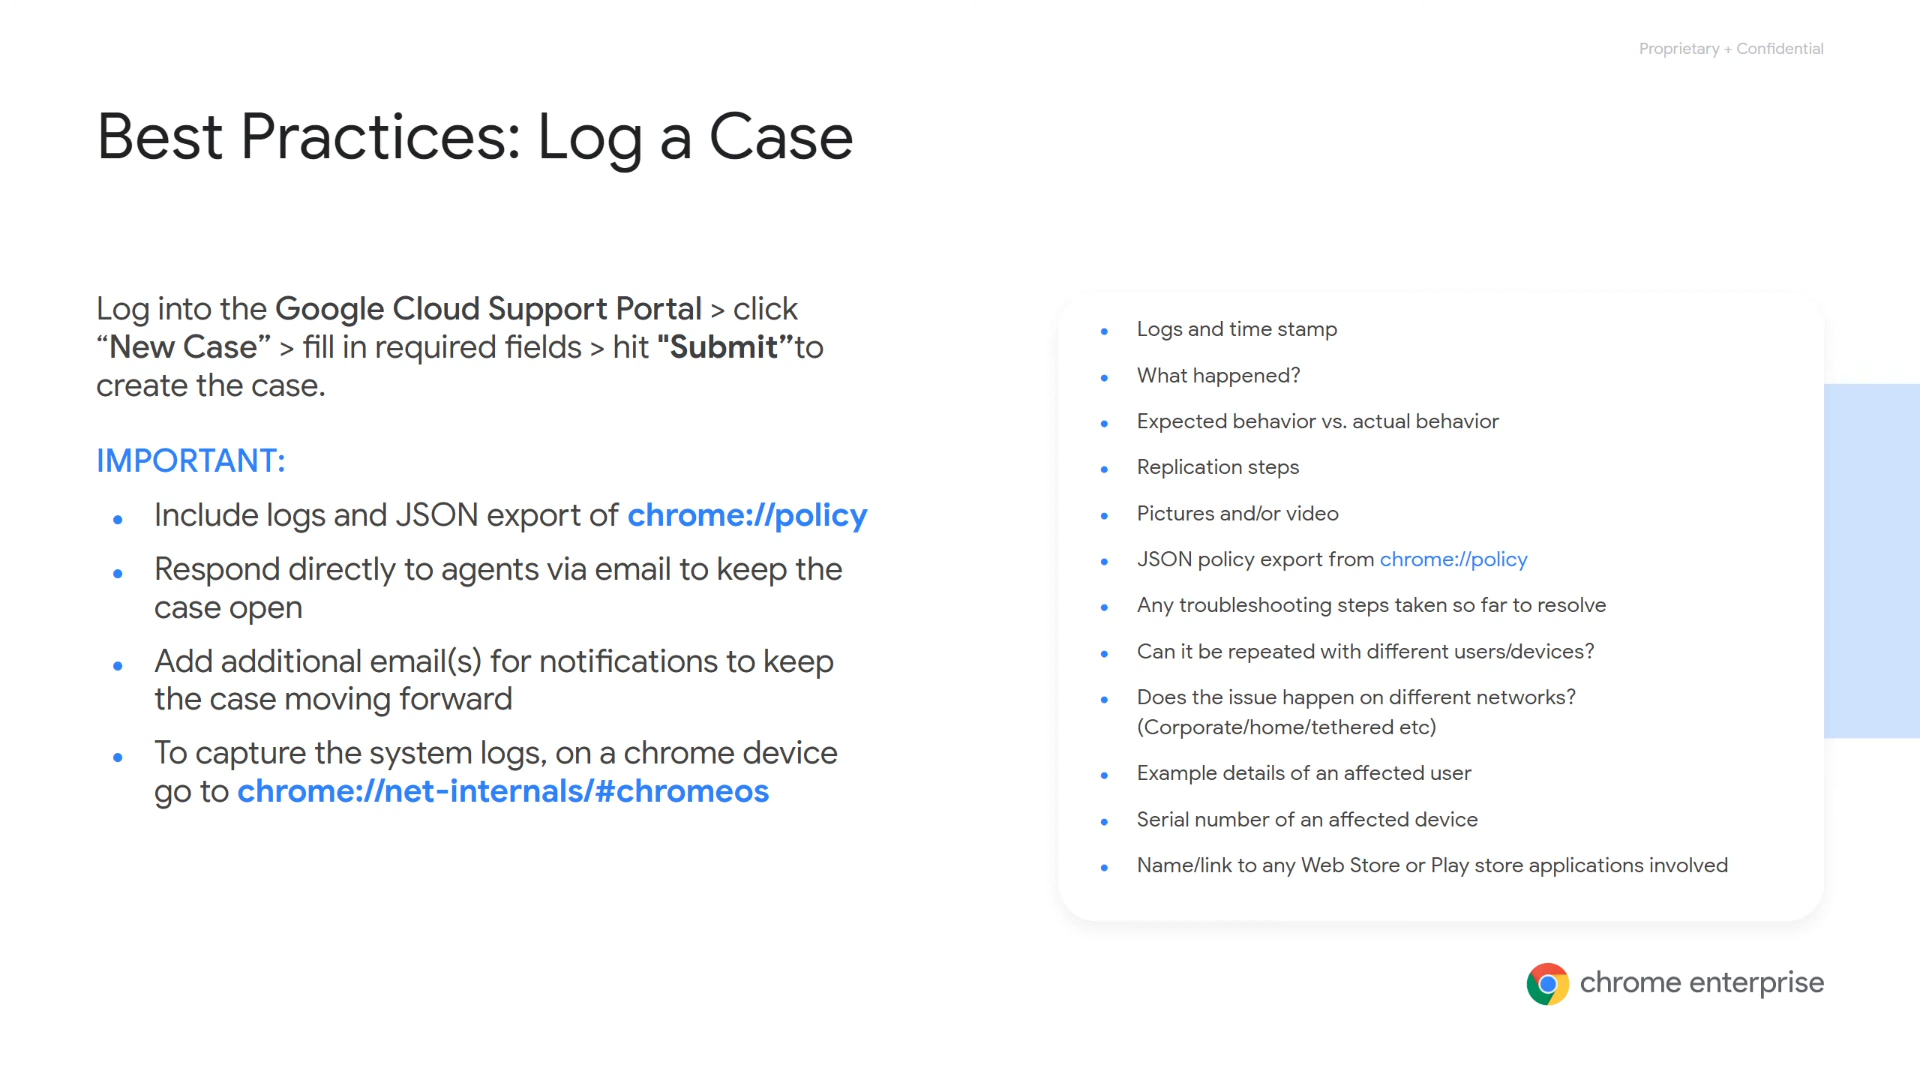 Proprietary + Confidential
Best Practices: Log a Case
Log into the Google Cloud Support Portal > click
“New Case” > fill in required fields > hit "Submit”to
create the case.
IMPORTANT:
• Include logs and JSON export of chrome://policy
• Respond directly to agents via email to keep the
case open
• Add additional email(s) for notifications to keep
the case moving forward
• To capture the system logs, on a chrome device
go to chrome://net-internals/#chromeos
• Logs and time stamp
• What happened?
• Expected behavior vs. actual behavior
• Replication steps
• Pictures and/or video
• JSON policy export from chrome://policy
• Any troubleshooting steps taken so far to resolve
• Can it be repeated with different users/devices?
• Does the issue happen on different networks?
(Corporate/home/tethered etc)
• Example details of an affected user
• Serial number of an affected device
• Name/link to any Web Store or Play store applications involved
chrome enterprise